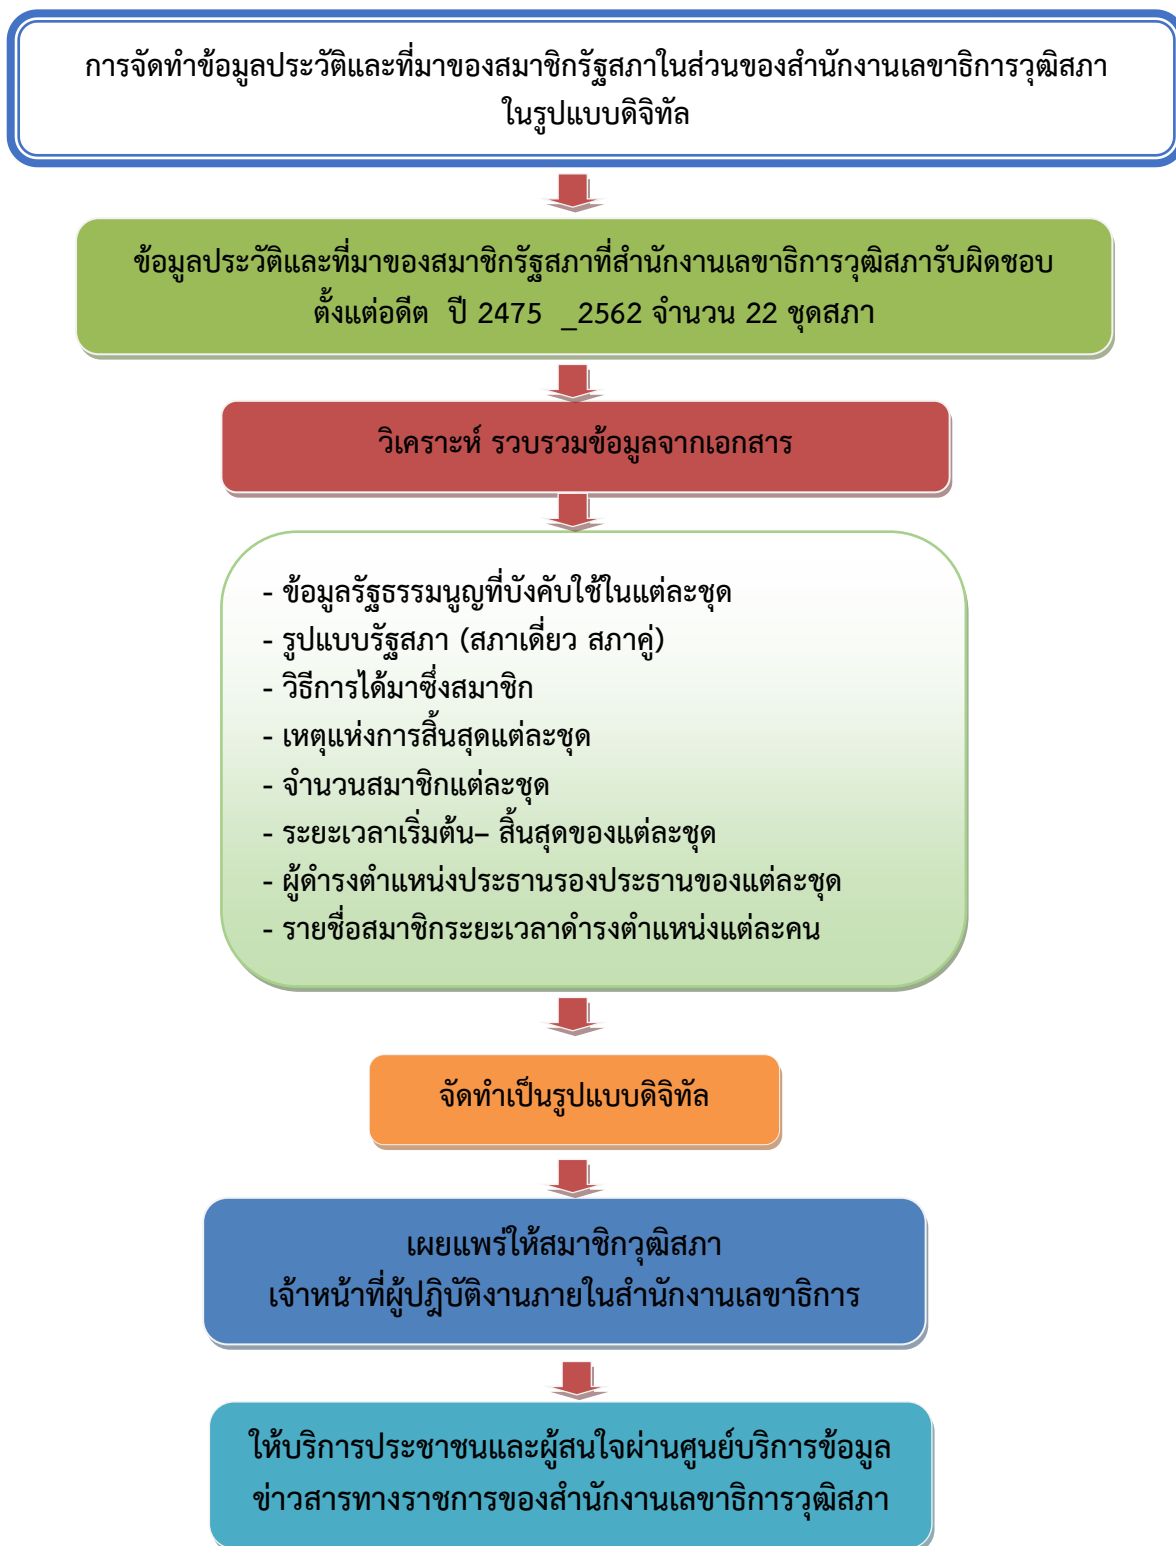 การจัดทำข้อมูลประวัติและที่มาของสมาชิกรัฐสภาในส่วนของสำนักงานเลขาธิการวุฒิสภา
ในรูปแบบดิจิทัล
ข้อมูลประวัติและที่มาของสมาชิกรัฐสภาที่สำนักงานเลขาธิการวุฒิสภารับผิดชอบ
ตั้งแต่อดีต ปี 2475 _2562 จำนวน 22 ชุดสภา
วิเคราะห์ รวบรวมข้อมูลจากเอกสาร
- ข้อมูลรัฐธรรมนูญที่บังคับใช้ในแต่ละชุด
- รูปแบบรัฐสภา (สภาเดี่ยว สภาคู่)
- วิธีการได้มาซึ่งสมาชิก
- เหตุแห่งการสิ้นสุดแต่ละชุด
- จำนวนสมาชิกแต่ละชุด
- ระยะเวลาเริ่มต้น– สิ้นสุดของแต่ละชุด
- ผู้ดำรงตำแหน่งประธานรองประธานของแต่ละชุด
- รายชื่อสมาชิกระยะเวลาดำรงตำแหน่งแต่ละคน
จัดทำเป็นรูปแบบดิจิทัล
เผยแพร่ให้สมาชิกวุฒิสภา
เจ้าหน้าที่ผู้ปฎิบัติงานภายในสำนักงานเลขาธิการ
ให้บริการประชาชนและผู้สนใจผ่านศูนย์บริการข้อมูล
ข่าวสารทางราชการของสำนักงานเลขาธิการวุฒิสภา